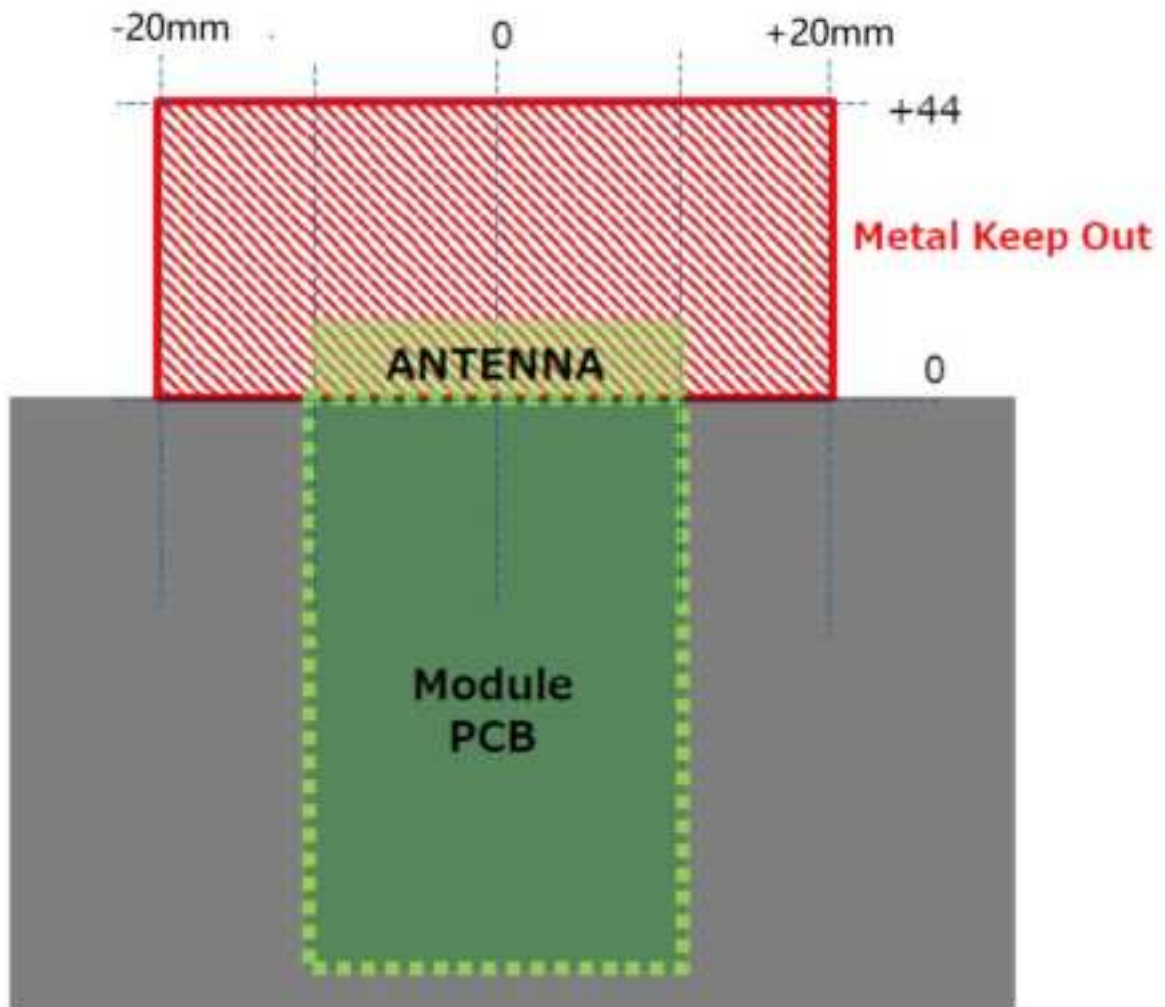 -20mm
0
+20mm
+44
Metal Keep Out
ANTENNA
0
Module
PCB